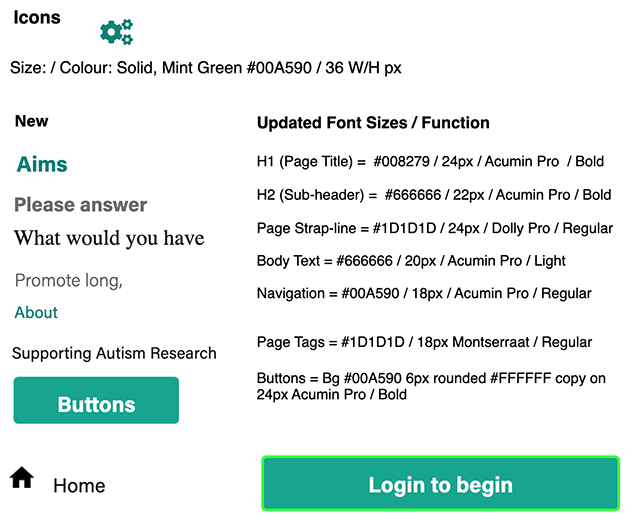 Icons
Size: / Colour: Solid, Mint Green #00A590 / 36 W/H px
New
Aims
Please answer
What would you have
Promote long,
About
Supporting Autism Research
Buttons
Home
Updated Font Sizes / Function
H1 (Page Title) = #008279 / 24px / Acumin Pro / Bold
H2 (Sub-header) = #666666 / 22px / Acumin Pro / Bold
Page Strap-line = #1D1D1D / 24px / Dolly Pro / Regular
Body Text = #666666 / 20px / Acumin Pro / Light
Navigation = #00A590 / 18px / Acumin Pro / Regular
Page Tags = #1D1D1D / 18px Montserraat / Regular
Buttons = Bg #00A590 6px rounded #FFFFFF copy on
24px Acumin Pro / Bold
Login to begin